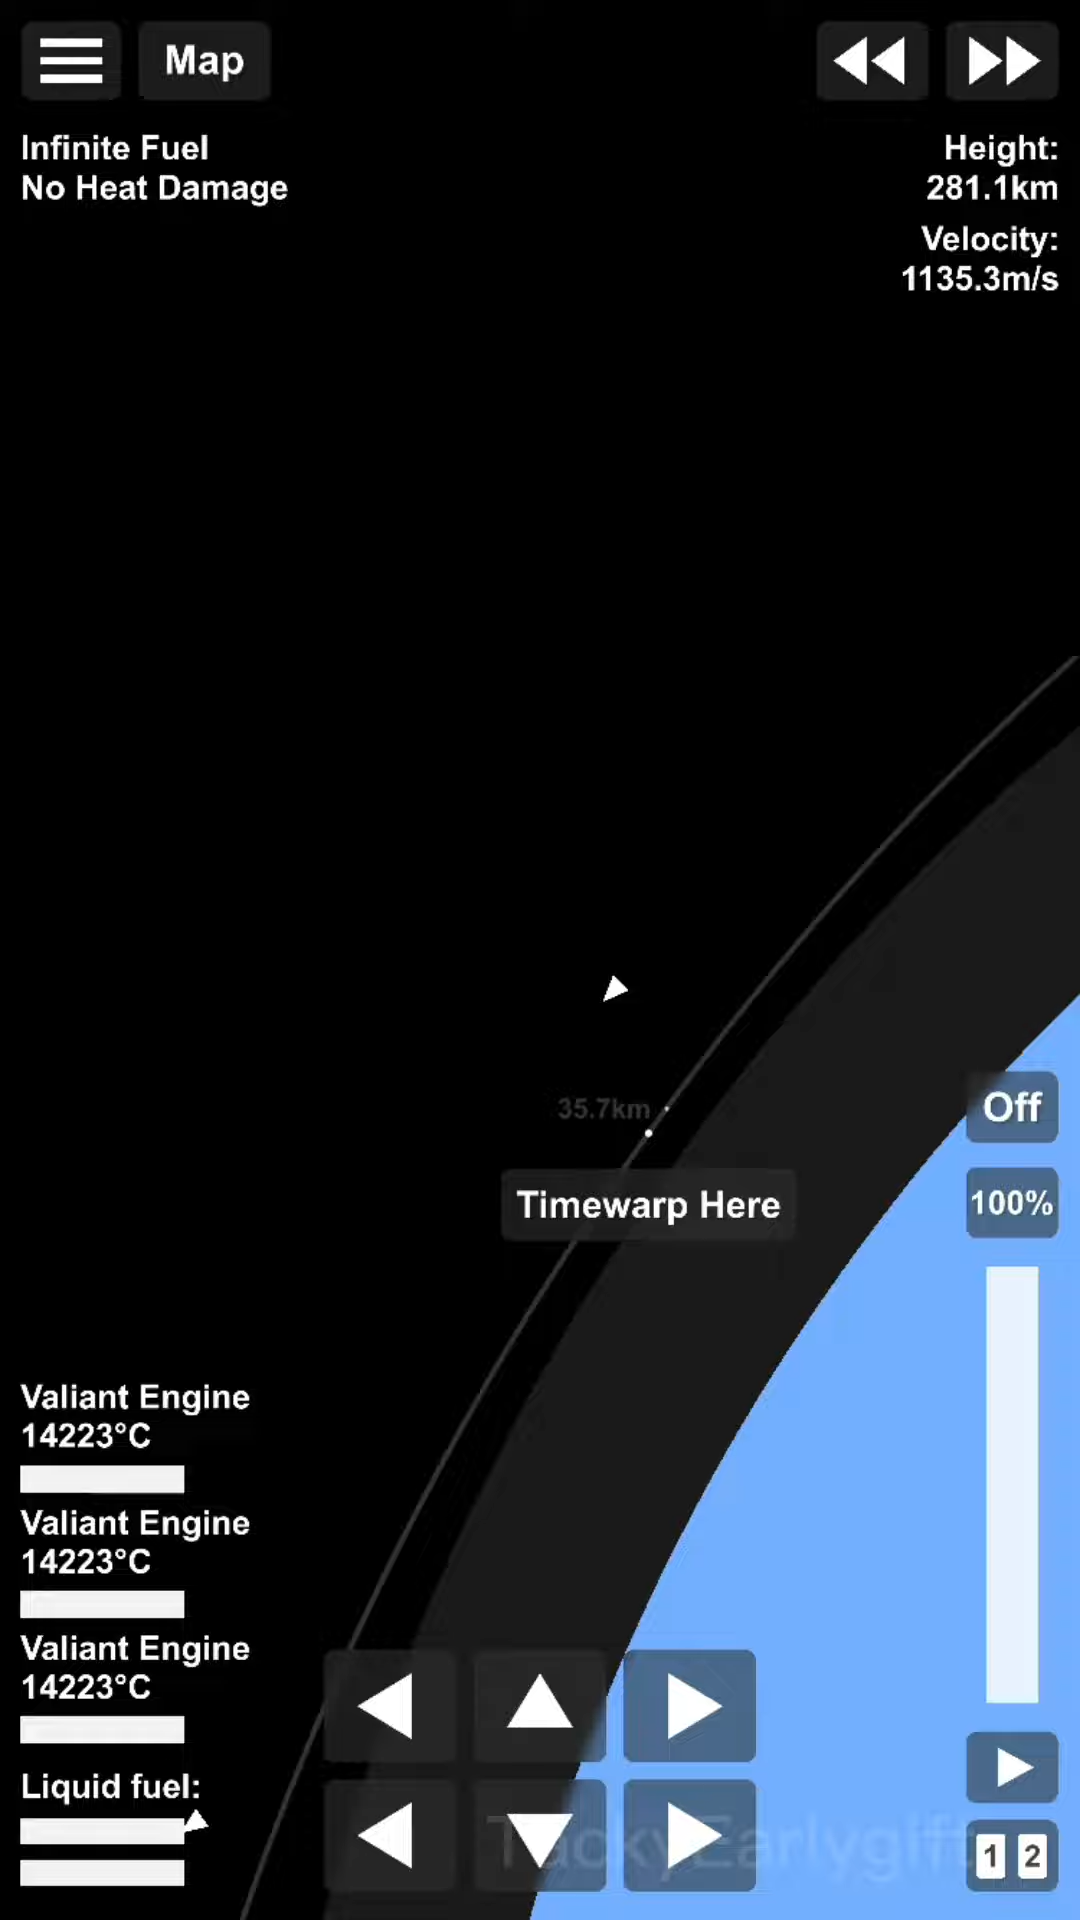 Map
Infinite Fuel
No Heat Damage
Height:
281.1km
Velocity:
1135.3m/s
35.7km
Off
Timewarp Here
100%
Valiant Engine
14223°C
Valiant Engine
14223°C
Valiant Engine
14223°C
Liquid fuel:
TackyEarlygift
1 2